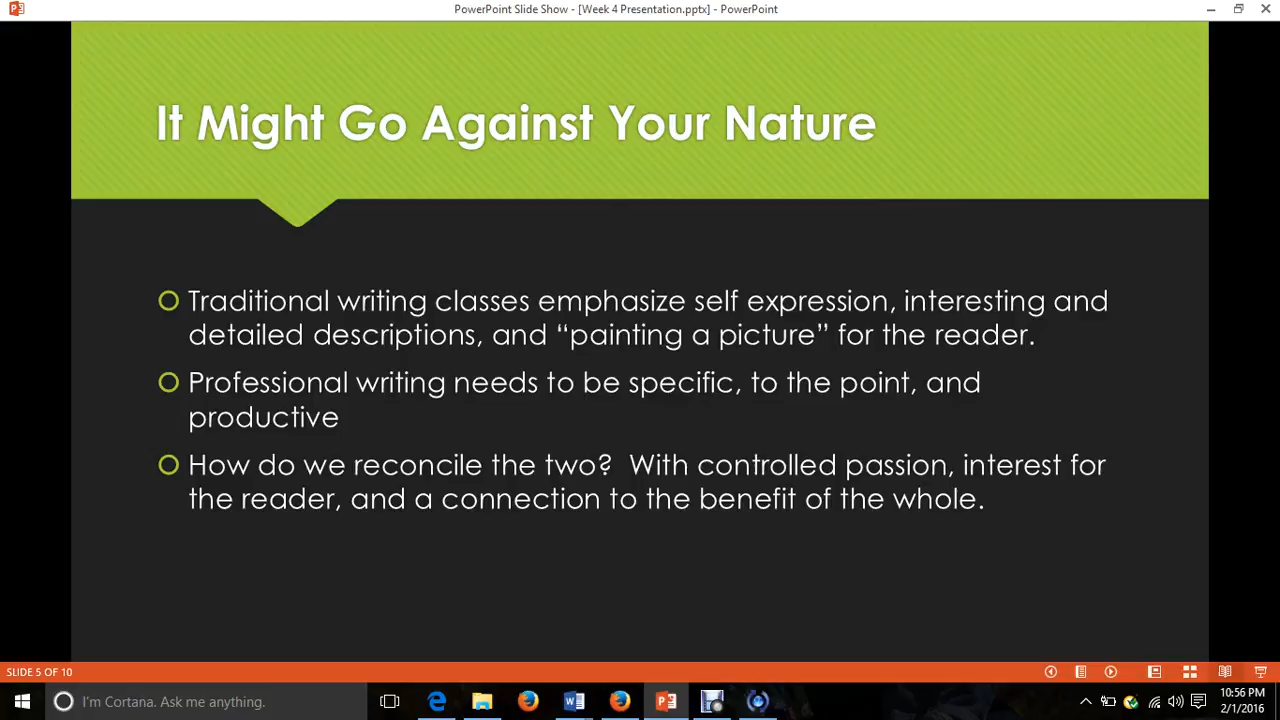 PowerPoint Slide Show - [Week 4 Presentation.pptx] - PowerPoint
It Might Go Against Your Nature
Traditional writing classes emphasize self expression, interesting and
detailed descriptions, and “painting a picture” for the reader.
Professional writing needs to be specific, to the point, and
productive
How do we reconcile the two?  With controlled passion, interest for
the reader, and a connection to the benefit of the whole.
SLIDE 5 OF 10
I'm Cortana. Ask me anything.
10:56 PM
2/1/2016